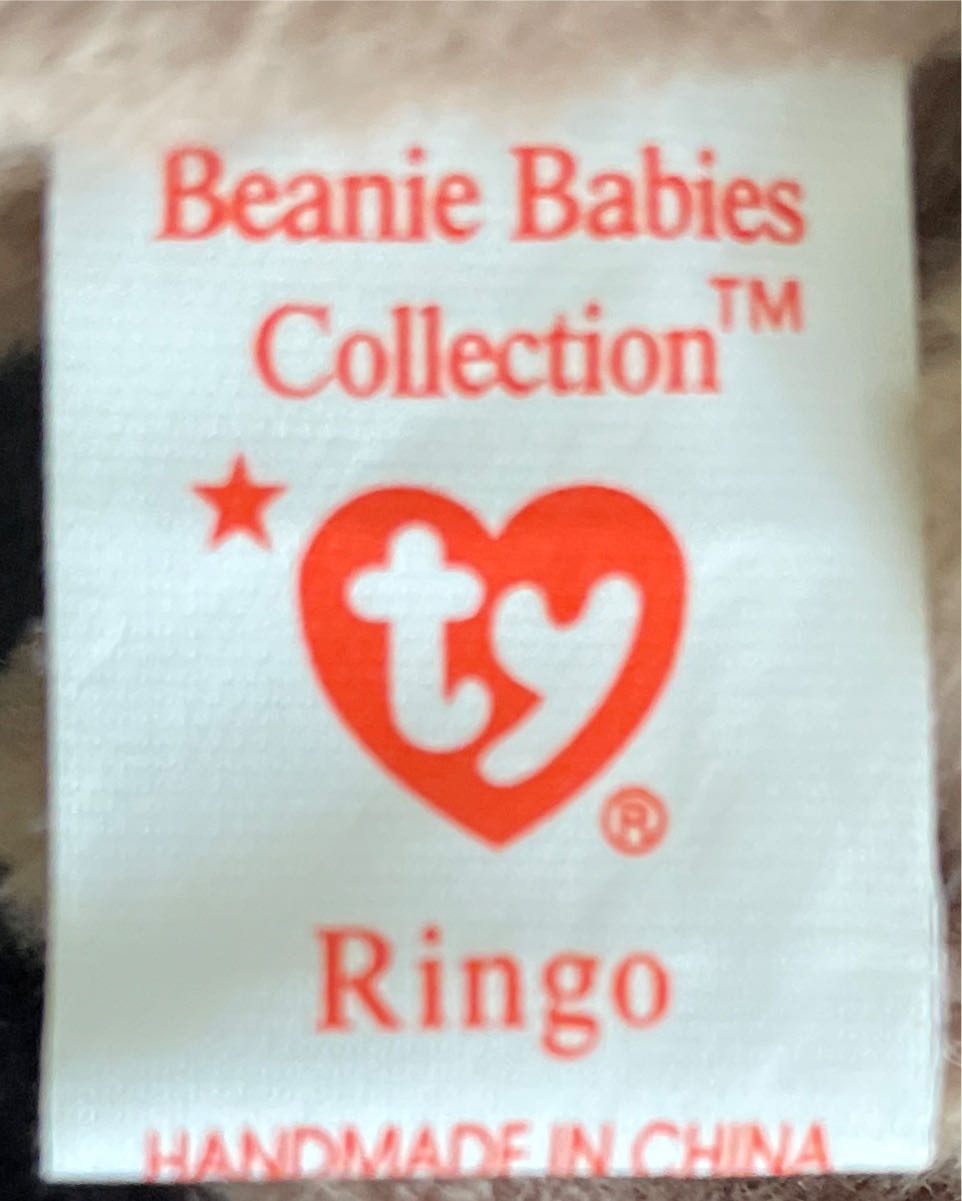 Beanie Babies
Collection™
ty®
Ringo
HANDMADE IN CHINA